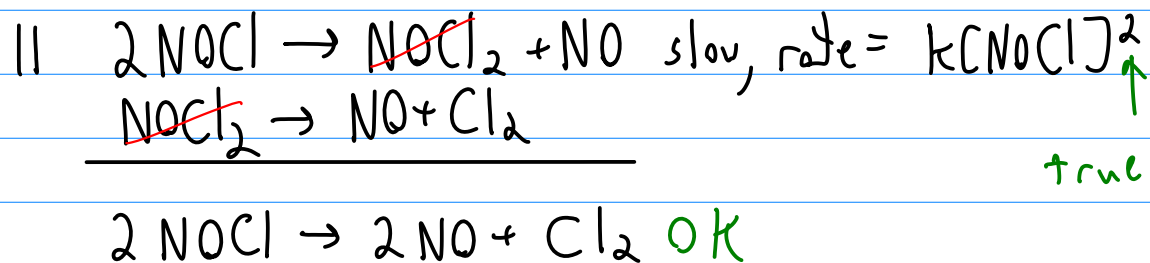 11 2NOCl → NOCl₂ + NO slow, rate = k[NOCl]²
NOCl₂ → NO + Cl₂
true
2NOCl → 2NO + Cl₂ OK